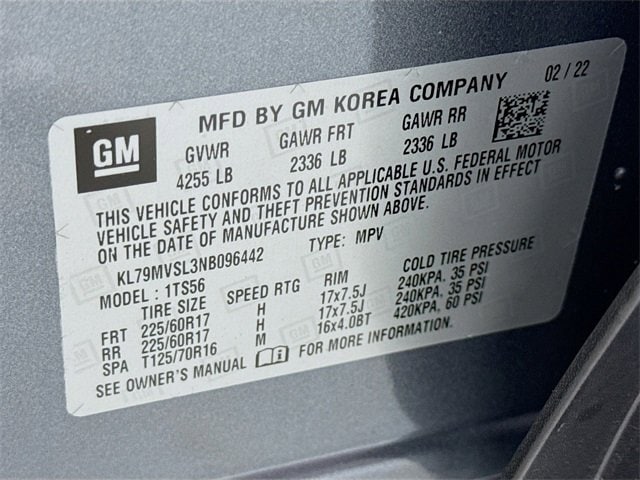 MFD BY GM KOREA COMPANY 02 / 22
GM
GVWR GAWR FRT GAWR RR
4255 LB 2336 LB 2336 LB
THIS VEHICLE CONFORMS TO ALL APPLICABLE U.S. FEDERAL MOTOR
VEHICLE SAFETY AND THEFT PREVENTION STANDARDS IN EFFECT
ON THE DATE OF MANUFACTURE SHOWN ABOVE.
KL79MVSL3NB096442 TYPE: MPV
MODEL : 1TS56
TIRE SIZE SPEED RTG RIM COLD TIRE PRESSURE
FRT 225/60R17 H 17x7.5J 240KPA, 35 PSI
RR 225/60R17 H 17x7.5J 240KPA, 35 PSI
SPA T125/70R16 M 16x4.0BT 420KPA, 60 PSI
SEE OWNER'S MANUAL FOR MORE INFORMATION.